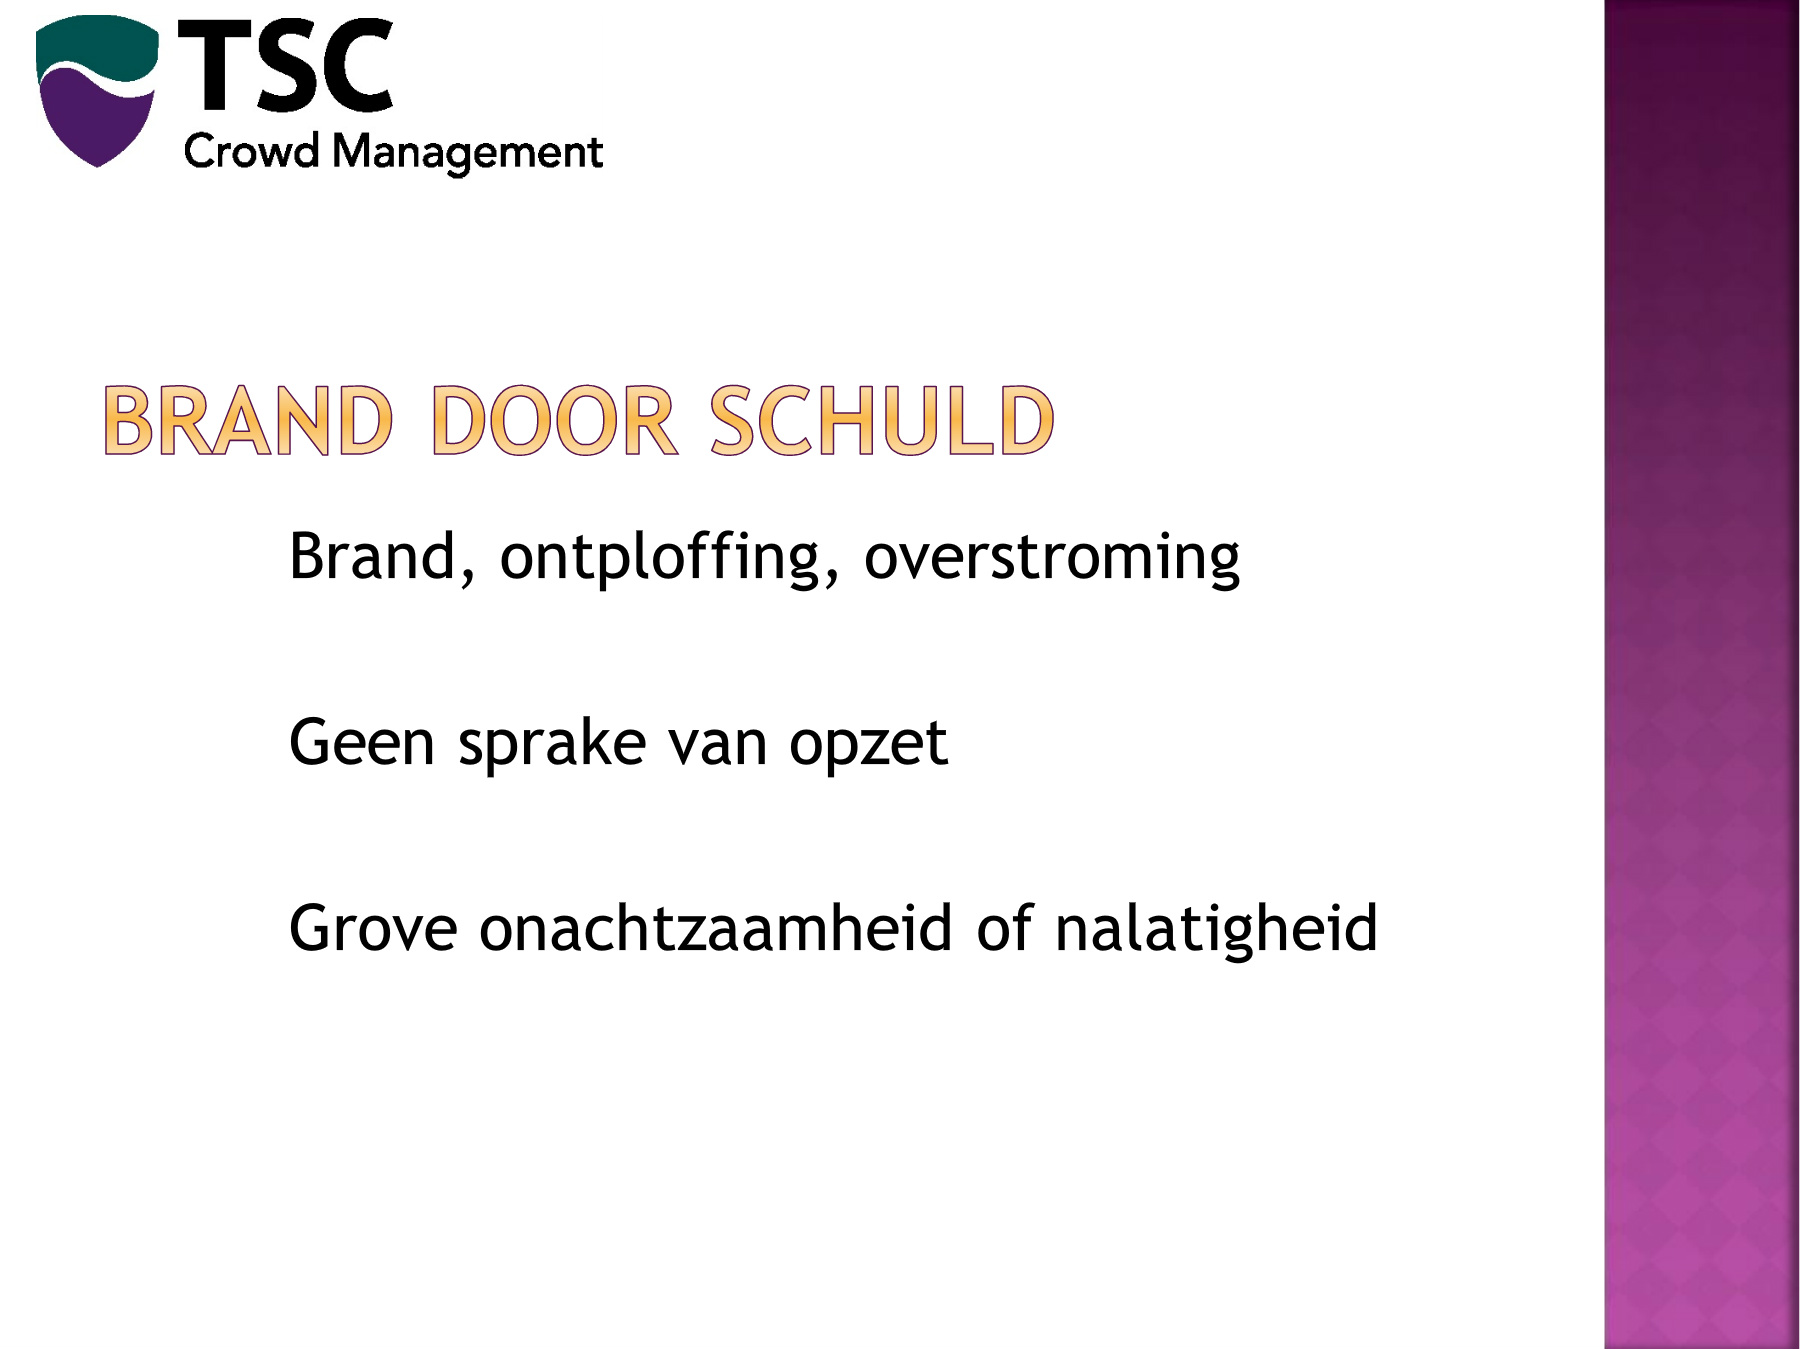 TSC
Crowd Management
BRAND DOOR SCHULD
Brand, ontploffing, overstroming
Geen sprake van opzet
Grove onachtzaamheid of nalatigheid